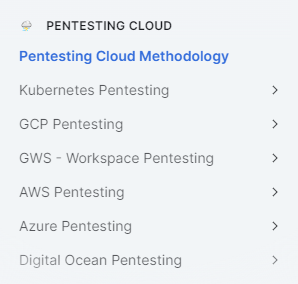 PENTESTING CLOUD
Pentesting Cloud Methodology
Kubernetes Pentesting
GCP Pentesting
GWS - Workspace Pentesting
AWS Pentesting
Azure Pentesting
Digital Ocean Pentesting